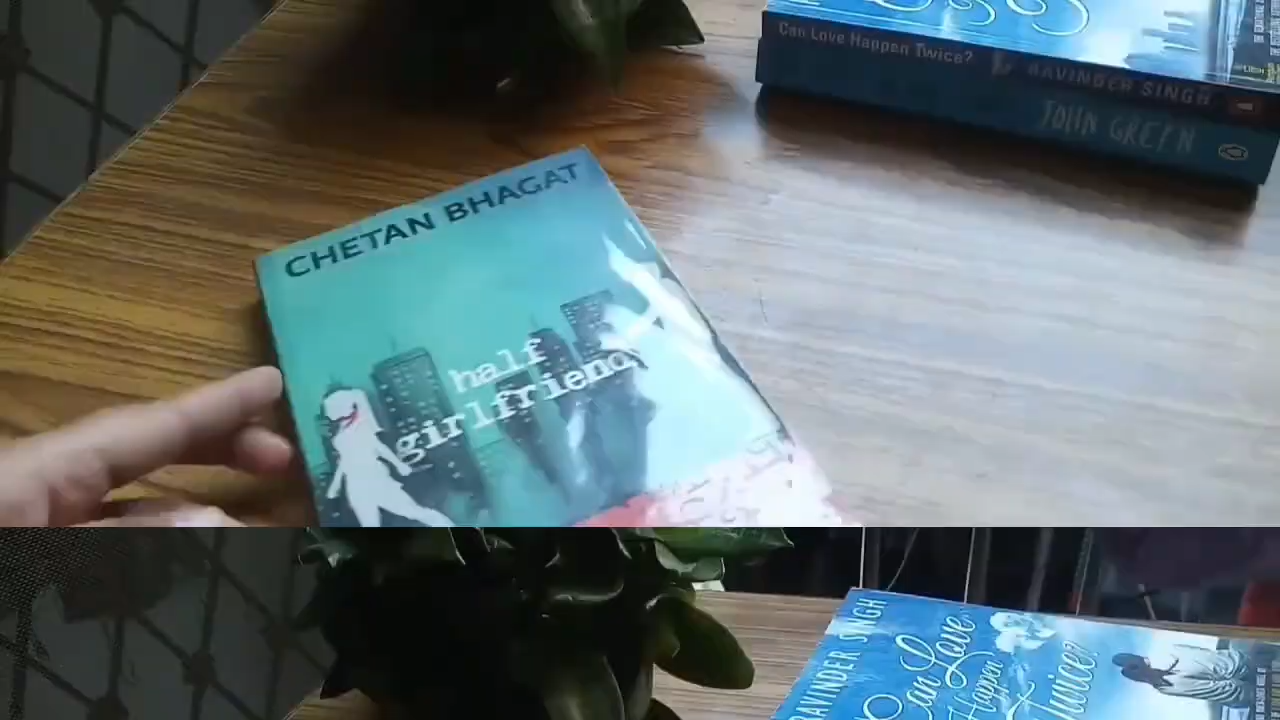 Can Love Happen Twice? RAVINDER SINGH
JOHN GREEN
CHETAN BHAGAT
half
girlfriend
RAVINDER SINGH
Can Love
Happen
Twice?